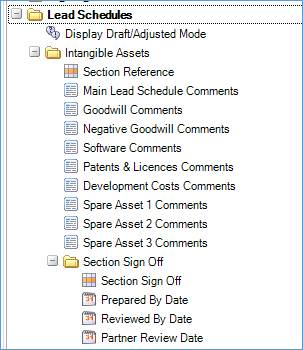 Lead Schedules
Display Draft/Adjusted Mode
Intangible Assets
Section Reference
Main Lead Schedule Comments
Goodwill Comments
Negative Goodwill Comments
Software Comments
Patents & Licences Comments
Development Costs Comments
Spare Asset 1 Comments
Spare Asset 2 Comments
Spare Asset 3 Comments
Section Sign Off
Section Sign Off
Prepared By Date
Reviewed By Date
Partner Review Date